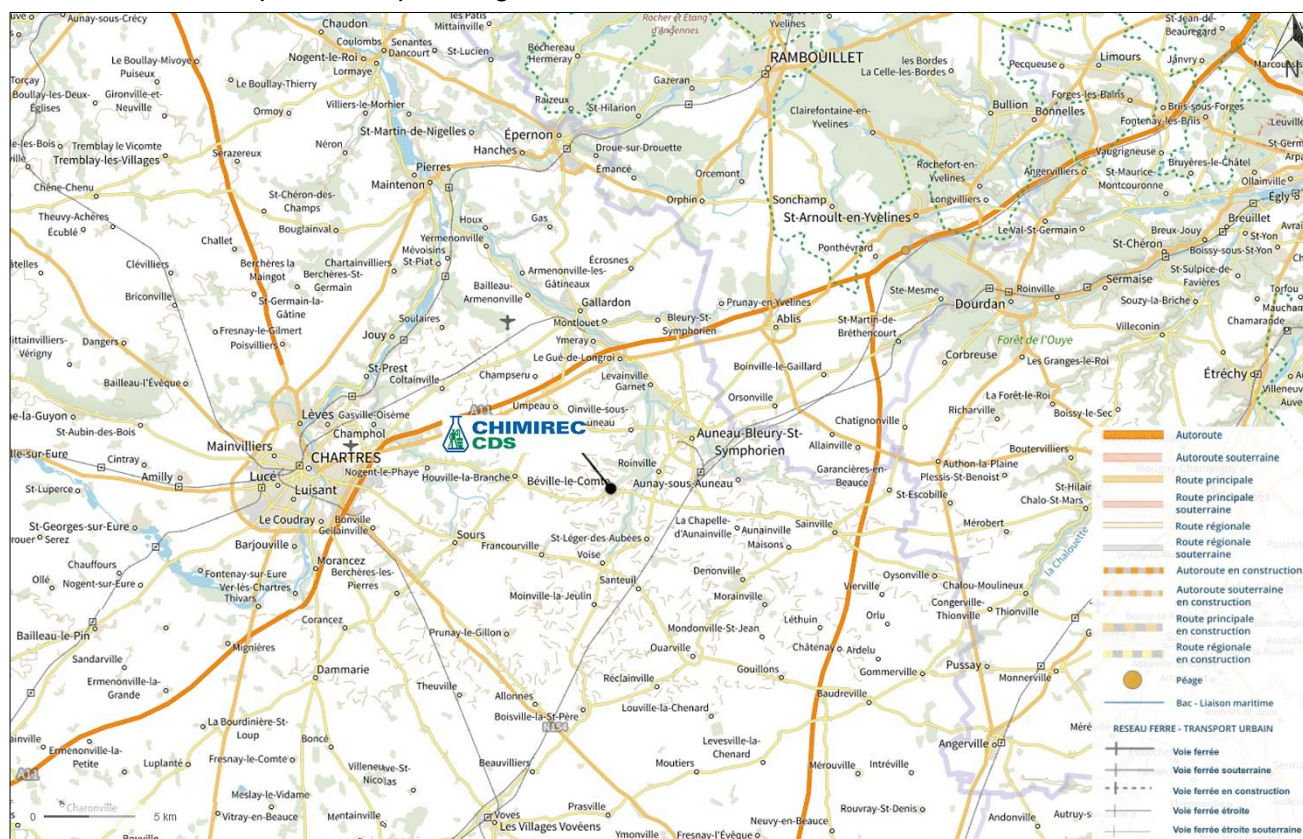 Aunay-sous-Crécy
Chaudon
les Patis
Mittainville
Rocher et Etang
d'Angennes
Yvelines
St-Jean-de-
Beauregard
Le Boullay-Mivoye
Puiseux
Coulombs
Senantes
Dancourt
St-Lucien
Nogent-le-Roi
Lormaye
Béchereau
Hermeray
RAMBOUILLET
les Bordes
La Celle-les-Bordes
Pecqueuse
Limours
Janvry
Marcoussis
N
Torçay
Boullay-les-Deux-
Églises
Gironville-et-
Neuville
Le Boullay-Thierry
Ormoy
Villiers-le-Morhier
Raizeux
Gazeran
St-Hilarion
Clairefontaine-en-
Yvelines
Bullion
Bonnelles
Forges-les-Bains
Briis-sous-Forges
Fontenay-lès-Briis
St-Martin-de-Nigelles
Épernon
Hanches
Droue-sur-Drouette
Émancé
Orcemont
Tremblay le Vicomte
Tremblay-les-Villages
Serazereux
Néron
Pierres
Maintenon
Rochefort-en-
Yvelines
Longvilliers
Angervilliers
Vaugrigneuse
Bruyères-le-Châtel
St-Maurice-
Montcouronne
Ollainville
Égly
Chêne-Chenu
St-Chéron-des-
Champs
Bouglainval
Houx
Yermenonville
Gas
Orphin
Sonchamp
St-Arnoult-en-Yvelines
Le-Val-St-Germain
Breux-Jouy
Breuillet
St-Yon
Boissy-sous-St-Yon
St-Chéron
Theuvy-Achères
Écublé
Challet
Mévoisins
St-Piat
Chartainvilliers
Écrosnes
Armenonville-les-
Gâtineaux
Ponthévrard
Clévilliers
Berchères la
Maingot
Berchères-St-
Germain
Bailleau-
Armenonville
Gallardon
Prunay-en-Yvelines
Ablis
Ste-Mesme
Dourdan
Roinville
Sermaise
St-Sulpice-de-
Favières
Torfou
Souzy-la-Briche
Mauchamps
Chamarande
Briconville
St-Germain-la-
Gâtine
Fresnay-le-Gilmert
Poisvilliers
Soulaires
Jouy
Montlouet
Ymeray
Bleury-St-
Symphorien
St-Martin-de-
Bréthencourt
Villeconin
Forêt de l'Ouye
Mittainvilliers-
Vérigny
Dangers
Bailleau-l'Évêque
St-Prest
Coltainville
Champseru
Le Gué-de-Longroi
Levainville
Garnet
Boinville-le-Gaillard
Corbreuse
Les Granges-le-Roi
Étréchy
La Forêt-le-Roi
Richarville
Boissy-le-Sec
St-Aubin-des-Bois
Lèves
Gasville-Oisème
Champhol
A11
CHIMIREC
CDS
Umpeau
Oinville-sous-
Auneau
Orsonville
Chatignonville
Mainvilliers
CHARTRES
Auneau-Bleury-St-
Symphorien
Allainville
Boutervilliers
Cintray
Amilly
Lucé
Luisant
Nogent-le-Phaye
Houville-la-Branche
Béville-le-Comte
Roinville
Aunay-sous-Auneau
Garancières-en-
Beauce
Authon-la-Plaine
Plessis-St-Benoist
St-Escobille
St-Hilaire
Chalo-St-Mars
St-Luperce
St-Georges-sur-Eure
Serez
Le Coudray
Bonville
Gellainville
Sours
Francourville
St-Léger-des-Aubées
Voise
La Chapelle-
d'Aunainville
Aunainville
Maisons
Sainville
Mérobert
la Chalouette
Barjouville
Morancez
Chauffours
Ollé
Nogent-sur-Eure
Fontenay-sur-Eure
Ver-lès-Chartres
Thivars
Berchères-les-
Pierres
Santeuil
Moinville-la-Jeulin
Denonville
Morainville
Vierville
Oysonville
Chalou-Moulineux
Congerville-
Thionville
Thionville
Corancez
Prunay-le-Gillon
Mondonville-St-Jean
Léthuin
Orlu
Bailleau-le-Pin
Mignières
Ouarville
Châtenay
Ardelu
Sandarville
Ermenonville-la-
Grande
Dammarie
Theuville
Allonnes
Boisville-la-St-Père
Réclainville
Gouillons
Gommerville
Pussay
Monnerville
Baudreville
Louville-la-Chenard
La Bourdinière-St-
Loup
N154
Ermenonville-la-
Petite
A11
Luplanté
Fresnay-le-Comte
Boncé
Beauvilliers
Levesville-la-
Chenard
Moutiers
Mérouville
Intréville
Angerville
Meslay-le-Vidame
Vitray-en-Beauce
Charonville
Voves
Les Villages Vovéens
Prasville
Ymonville
Fresnay-l'Évêque
Rouvray-St-Denis
Neuvy-en-Beauce
Andonville
0
5 km
Autoroute
Autoroute souterraine
Route principale
Route principale
souterraine
Route régionale
Route régionale
souterraine
Autoroute en construction
Autoroute souterraine
en construction
Route principale
en construction
Route régionale
en construction
Péage
Bac - Liaison maritime
RESEAU FERRE - TRANSPORT URBAIN
Voie ferrée
Voie ferrée souterraine
Voie ferrée en construction
Voie ferrée étroite
Voie ferrée étroite souterraine